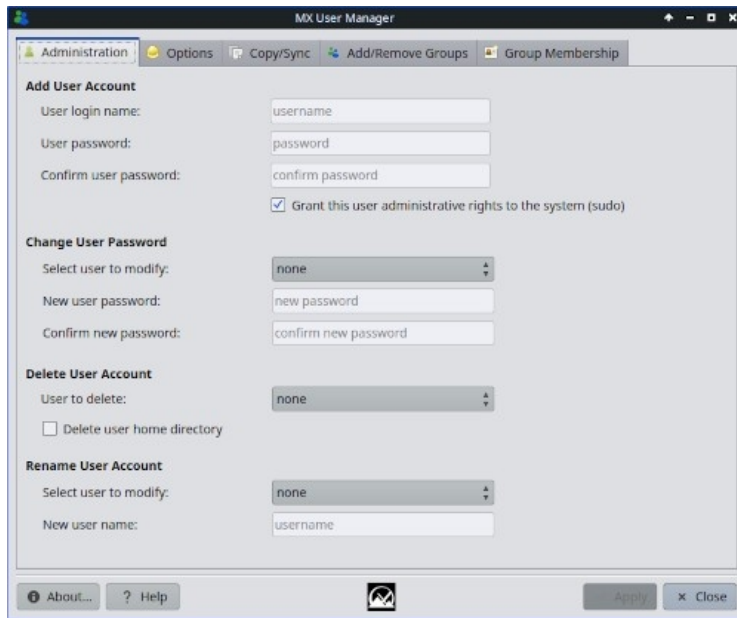 MX User Manager
Administration Options Copy/Sync Add/Remove Groups Group Membership
Add User Account
User login name: username
User password: password
Confirm user password: confirm password
Grant this user administrative rights to the system (sudo)
Change User Password
Select user to modify: none
New user password: new password
Confirm new password: confirm new password
Delete User Account
User to delete: none
Delete user home directory
Rename User Account
Select user to modify: none
New user name: username
About... ? Help Apply Close